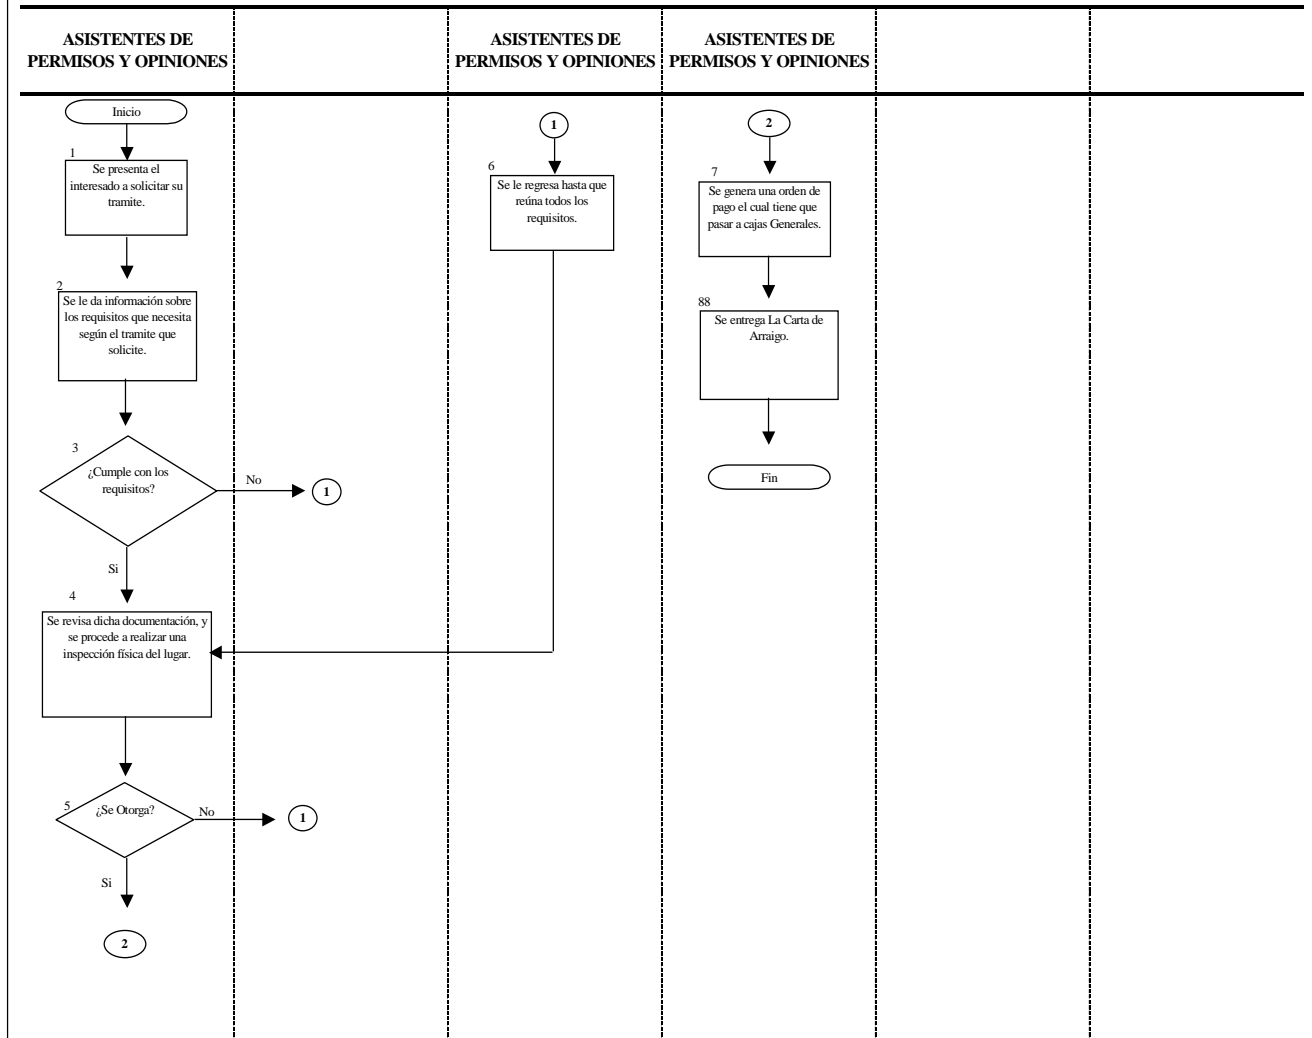 ASISTENTES DE
PERMISOS Y OPINIONES
ASISTENTES DE
PERMISOS Y OPINIONES
ASISTENTES DE
PERMISOS Y OPINIONES
Inicio
1
Se presenta el
interesado a solicitar su
tramite.
2
Se le da información sobre
los requisitos que necesita
según el tramite que
solicite.
3
¿Cumple con los
requisitos?
No
1
Si
4
Se revisa dicha documentación, y
se procede a realizar una
inspección física del lugar.
5
¿Se Otorga?
No
1
Si
2
1
6
Se le regresa hasta que
reúna todos los
requisitos.
2
7
Se genera una orden de
pago el cual tiene que
pasar a cajas Generales.
88
Se entrega La Carta de
Arraigo.
Fin